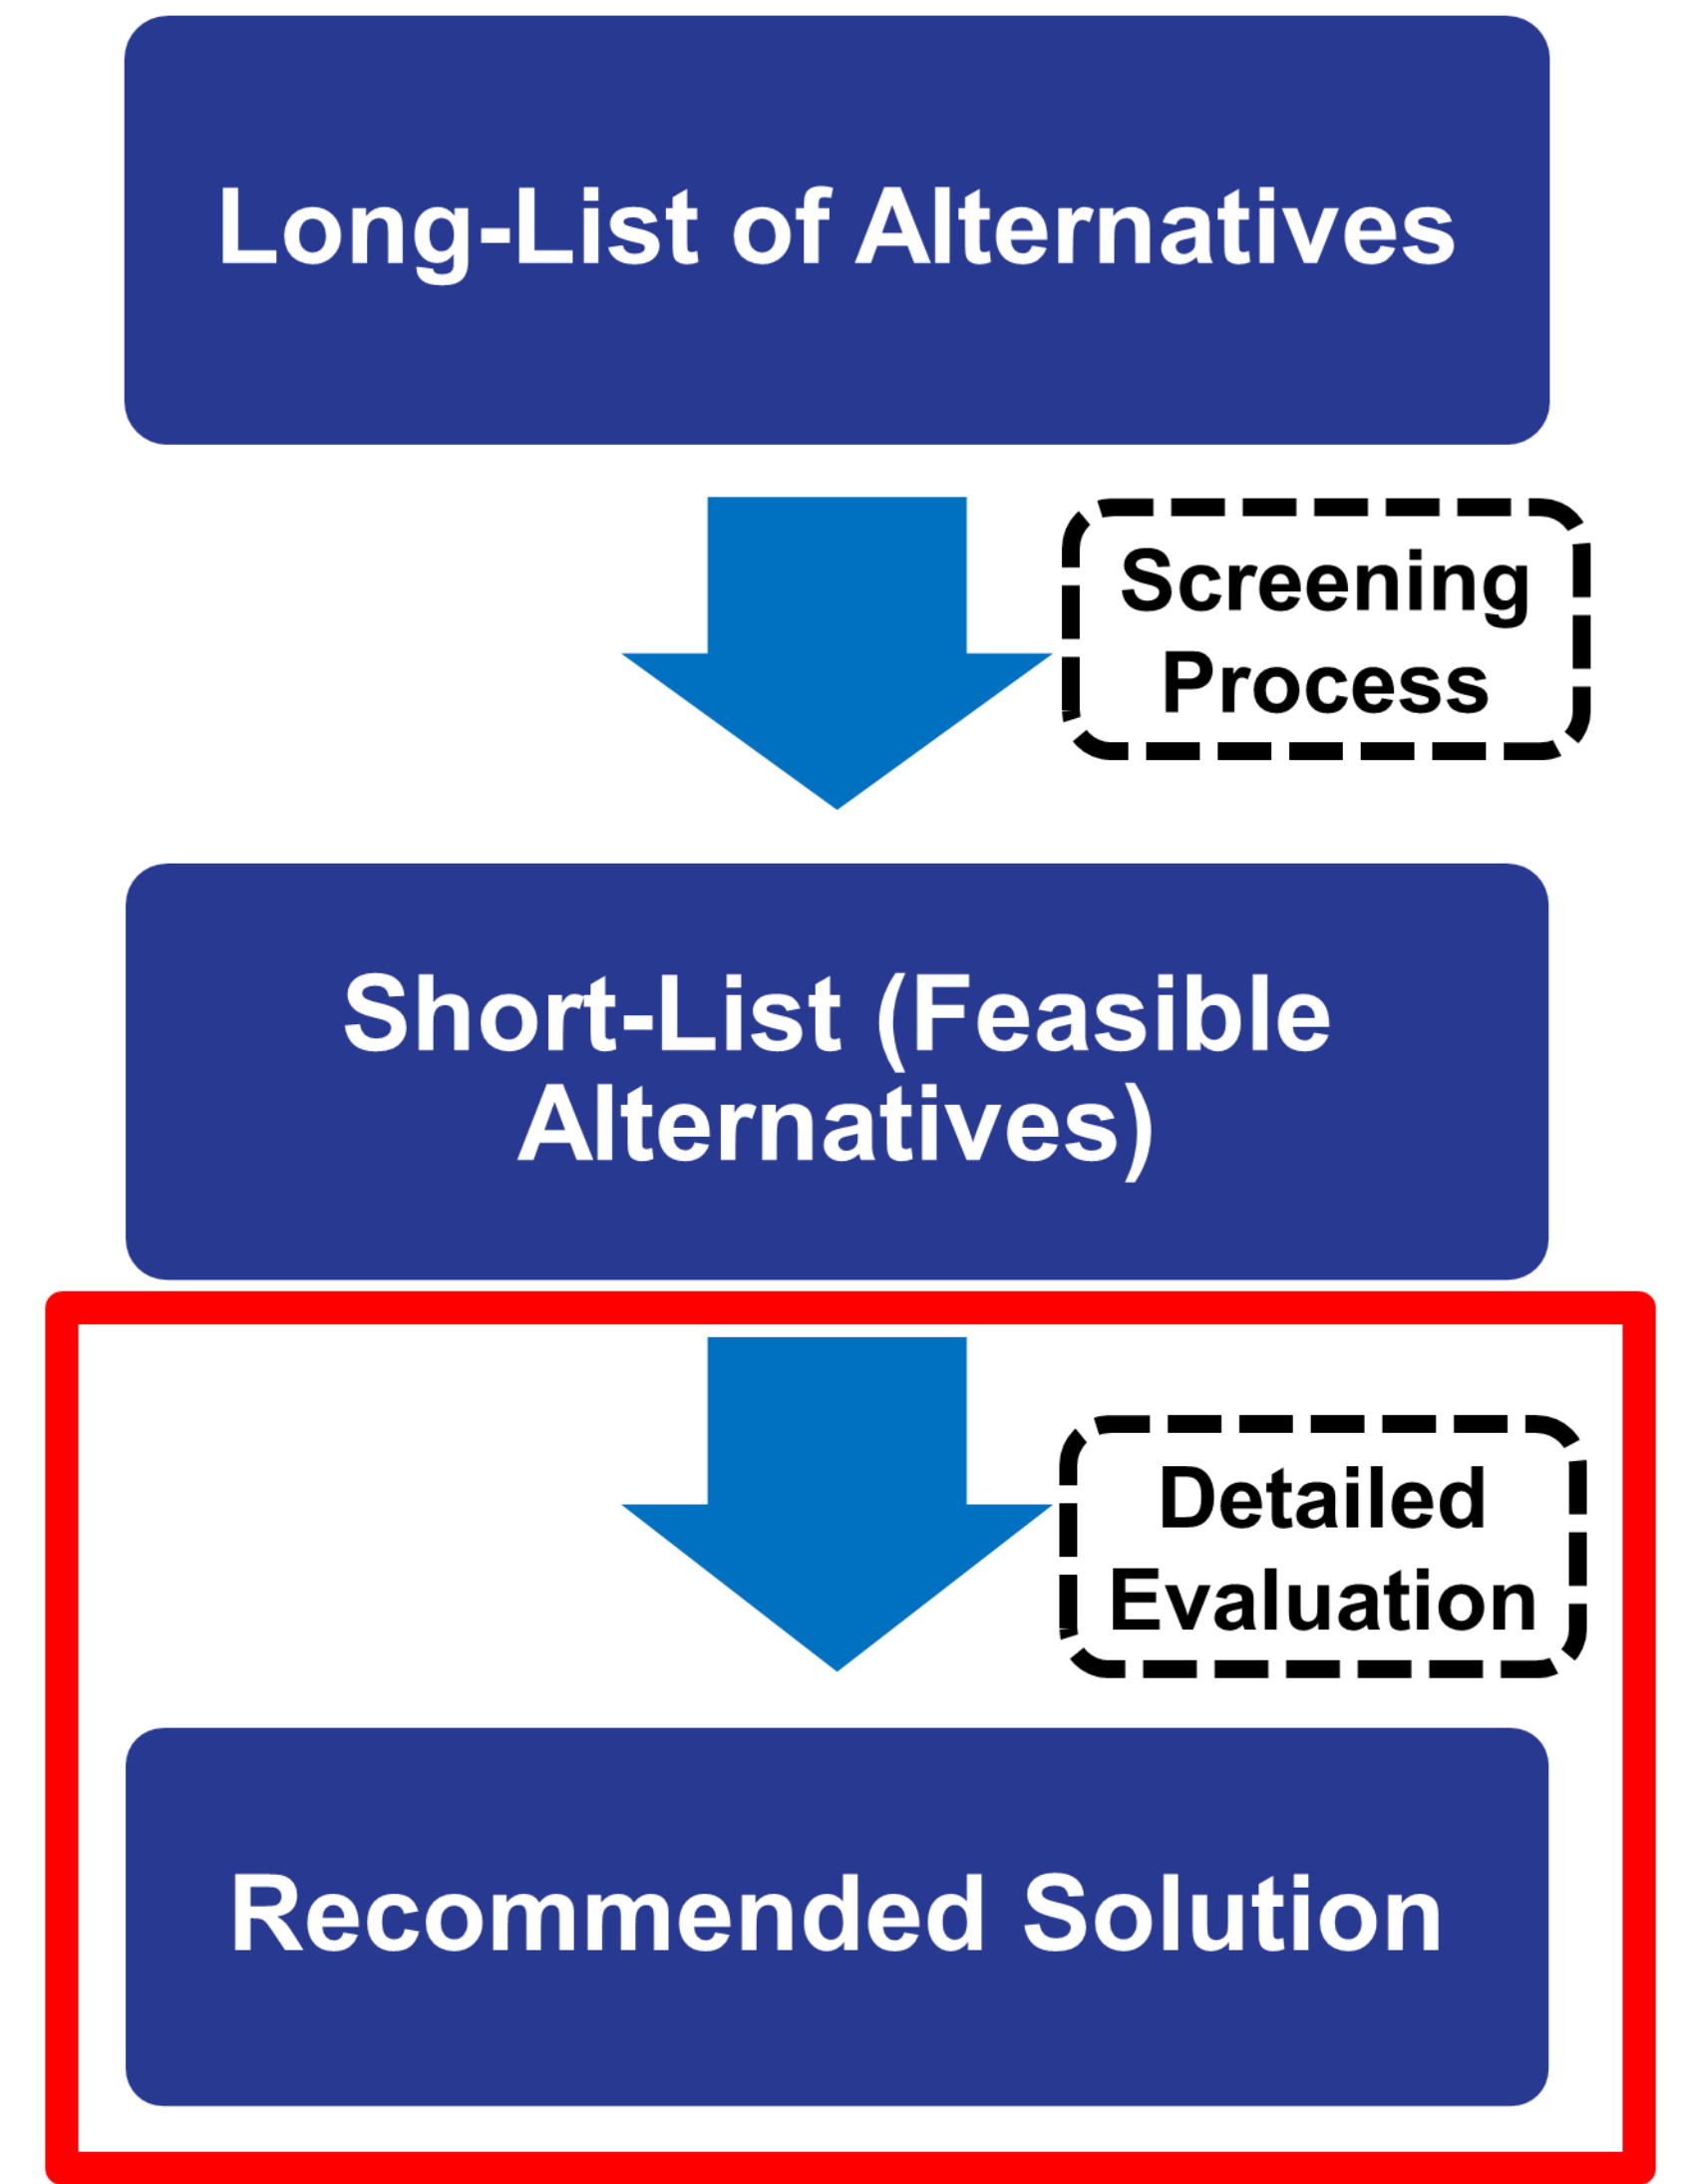 Long-List of Alternatives
Screening
Process
Short-List (Feasible
Alternatives)
Detailed
Evaluation
Recommended Solution